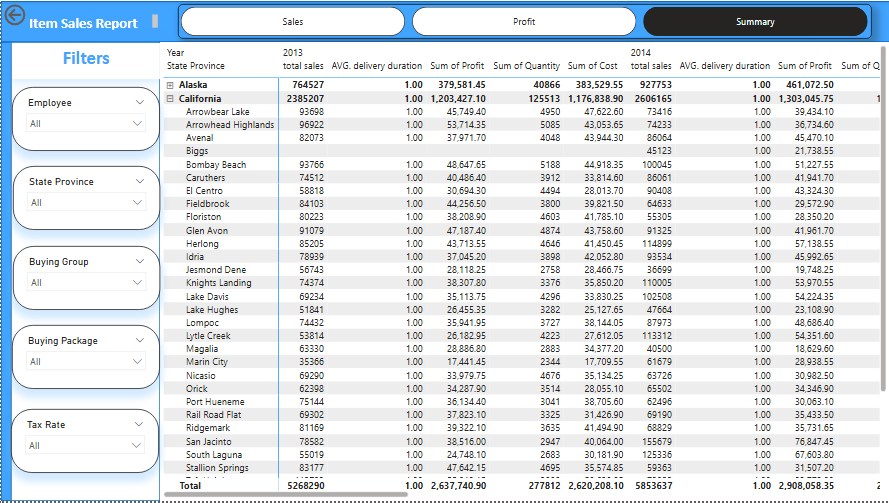 Item Sales Report
Sales
Profit
Summary
Filters
Employee
All
State Province
All
Buying Group
All
Buying Package
All
Tax Rate
All
Year 2013 2014
State Province total sales AVG. delivery duration Sum of Profit Sum of Quantity Sum of Cost total sales AVG. delivery duration Sum of Profit Sum of Q
Alaska 764527 1.00 379,581.45 40866 383,529.55 927753 1.00 461,072.50
California 2385207 1.00 1,203,427.10 125513 1,176,838.90 2606165 1.00 1,303,045.75 1
Arrowbear Lake 93698 1.00 45,749.40 4950 47,622.60 73416 1.00 39,434.10
Arrowhead Highlands 96922 1.00 53,714.35 5085 43,053.65 74233 1.00 36,734.60
Avenal 82073 1.00 37,971.70 4048 43,944.30 86064 1.00 45,470.10
Biggs 45123 1.00 21,738.55
Bombay Beach 93766 1.00 48,647.65 5188 44,918.35 100045 1.00 51,227.55
Caruthers 74512 1.00 40,486.40 3912 33,814.60 86061 1.00 41,941.70
El Centro 58818 1.00 30,694.30 4494 28,013.70 90408 1.00 43,324.30
Fieldbrook 84103 1.00 44,256.50 3800 39,821.50 64633 1.00 29,572.90
Floriston 80223 1.00 38,208.90 4603 41,785.10 55305 1.00 28,350.20
Glen Avon 91079 1.00 47,187.40 4874 43,758.60 91325 1.00 41,961.70
Herlong 85205 1.00 43,713.55 4646 41,450.45 114899 1.00 57,138.55
Idria 78939 1.00 37,045.20 3898 42,052.80 93534 1.00 45,992.65
Jesmond Dene 56743 1.00 28,118.25 2758 28,466.75 36699 1.00 19,748.25
Knights Landing 74374 1.00 38,307.80 3376 35,850.20 110005 1.00 53,970.55
Lake Davis 69234 1.00 35,113.75 4296 33,830.25 102508 1.00 54,224.35
Lake Hughes 51841 1.00 26,455.35 3282 25,127.65 47664 1.00 23,108.90
Lompoc 74432 1.00 35,941.95 3727 38,144.05 87973 1.00 48,686.40
Lytle Creek 53814 1.00 26,182.95 4223 27,612.05 113312 1.00 54,351.60
Magalia 63330 1.00 28,886.80 2883 34,377.20 40500 1.00 18,629.60
Marin City 35366 1.00 17,441.45 2344 17,709.55 61679 1.00 28,938.55
Nicasio 69290 1.00 33,979.75 4676 35,134.25 63726 1.00 30,982.50
Orick 62398 1.00 34,287.90 3514 28,055.10 65502 1.00 34,346.90
Port Hueneme 75144 1.00 36,134.40 3041 38,705.60 62496 1.00 30,063.10
Rail Road Flat 69302 1.00 37,823.10 3325 31,426.90 69190 1.00 35,433.50
Ridgemark 81169 1.00 39,322.10 3635 41,494.90 68829 1.00 35,731.65
San Jacinto 78582 1.00 38,516.00 2947 40,064.00 155679 1.00 76,847.45
South Laguna 55019 1.00 24,748.10 2683 30,181.90 125336 1.00 67,603.80
Stallion Springs 83177 1.00 47,642.15 4695 35,574.85 59363 1.00 31,507.20
Total 5268290 1.00 2,637,740.90 277812 2,620,208.10 5853637 1.00 2,908,058.35 2